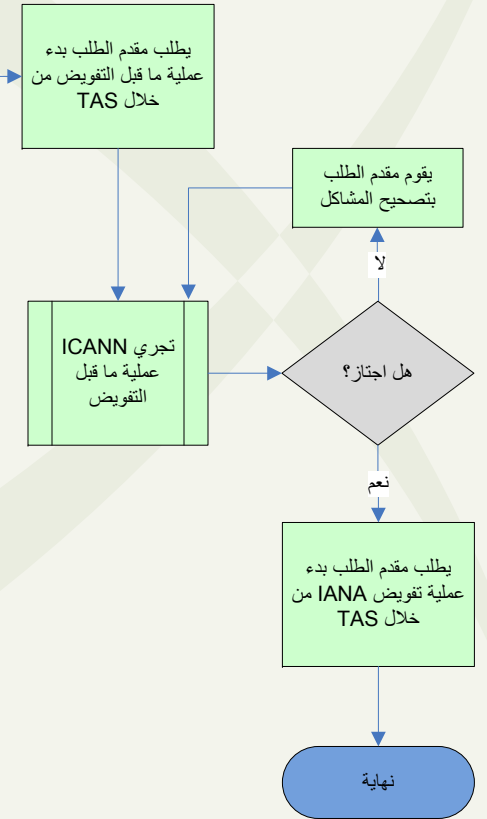 يطلب مقدم الطلب بدء
عملية ما قبل التفويض من
خلال TAS
يقوم مقدم الطلب
بتصحيح المشاكل
لا
تجري ICANN
عملية ما قبل
التفويض
هل اجتاز؟
نعم
يطلب مقدم الطلب بدء
عملية تفويض IANA من
خلال TAS
نهاية